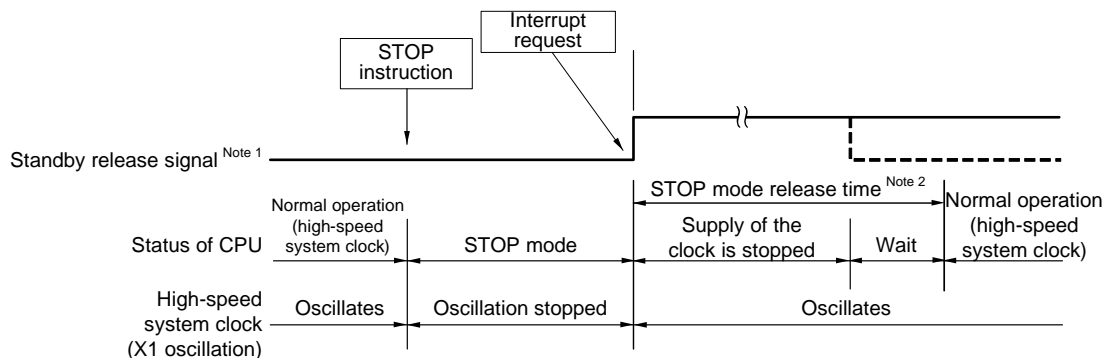 Interrupt
request
STOP
instruction
Standby release signal Note 1
STOP mode release time Note 2
Status of CPU
Normal operation
(high-speed
system clock)
STOP mode
Supply of the
clock is stopped
Wait
Normal operation
(high-speed
system clock)
High-speed
system clock
(X1 oscillation)
Oscillates
Oscillation stopped
Oscillates